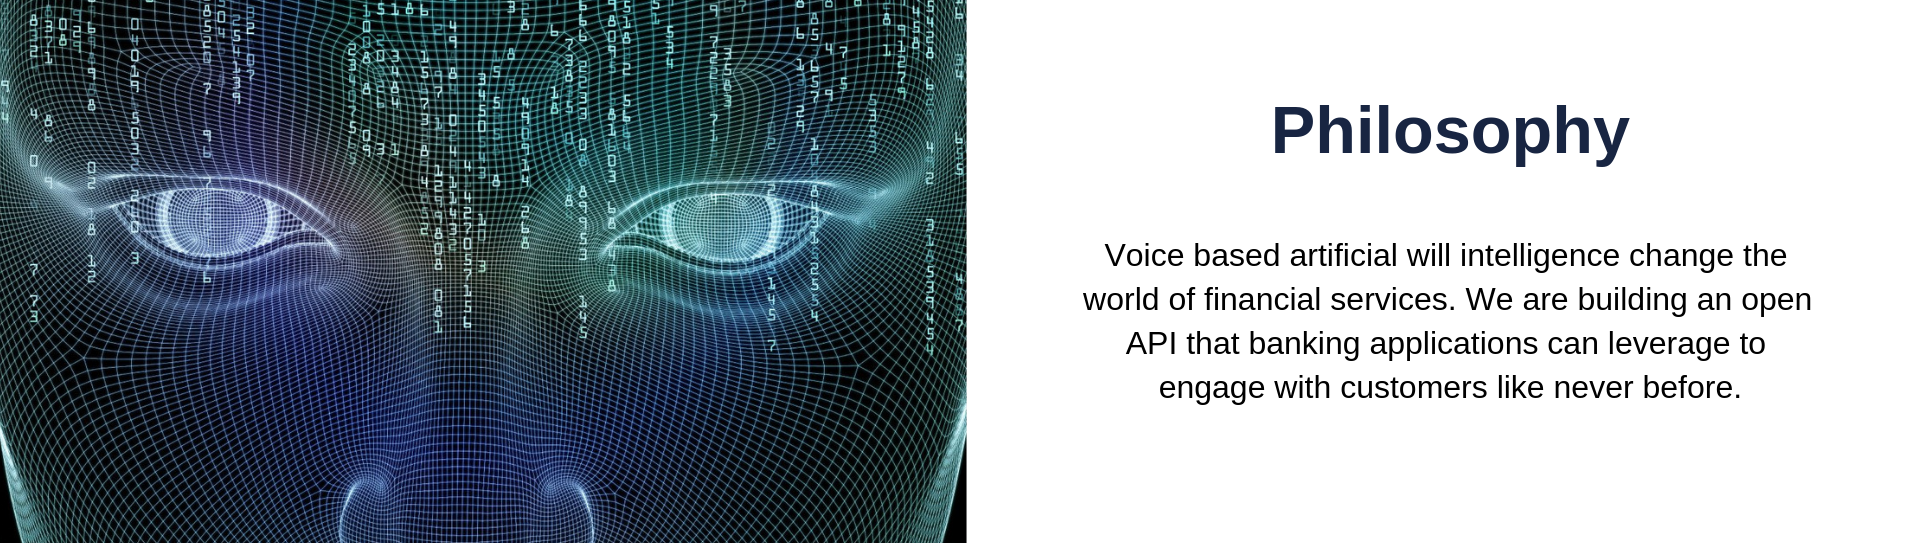 Philosophy
Voice based artificial will intelligence change the
world of financial services. We are building an open
API that banking applications can leverage to
engage with customers like never before.